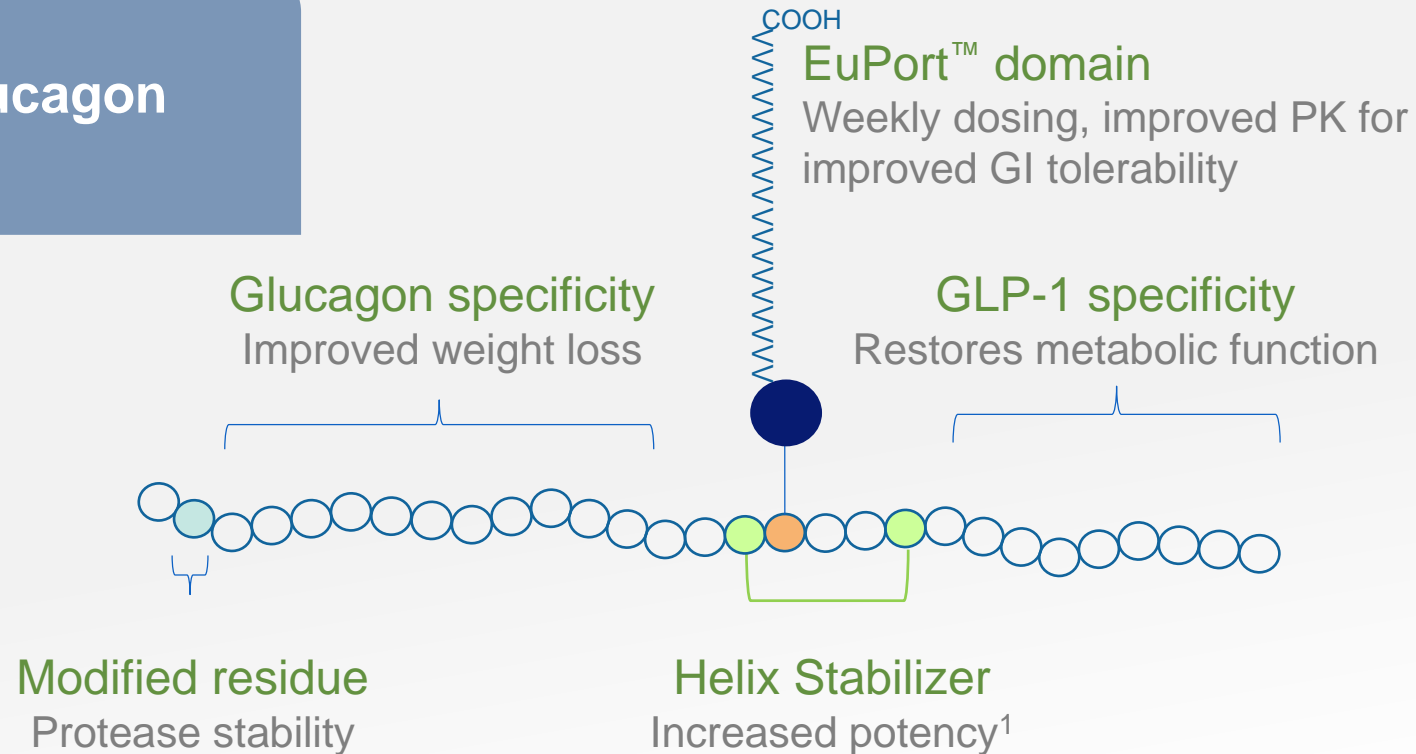 ucagon
COOH
EuPort™ domain
Weekly dosing, improved PK for
improved GI tolerability
Glucagon specificity
Improved weight loss
GLP-1 specificity
Restores metabolic function
Modified residue
Protease stability
Helix Stabilizer
Increased potency¹